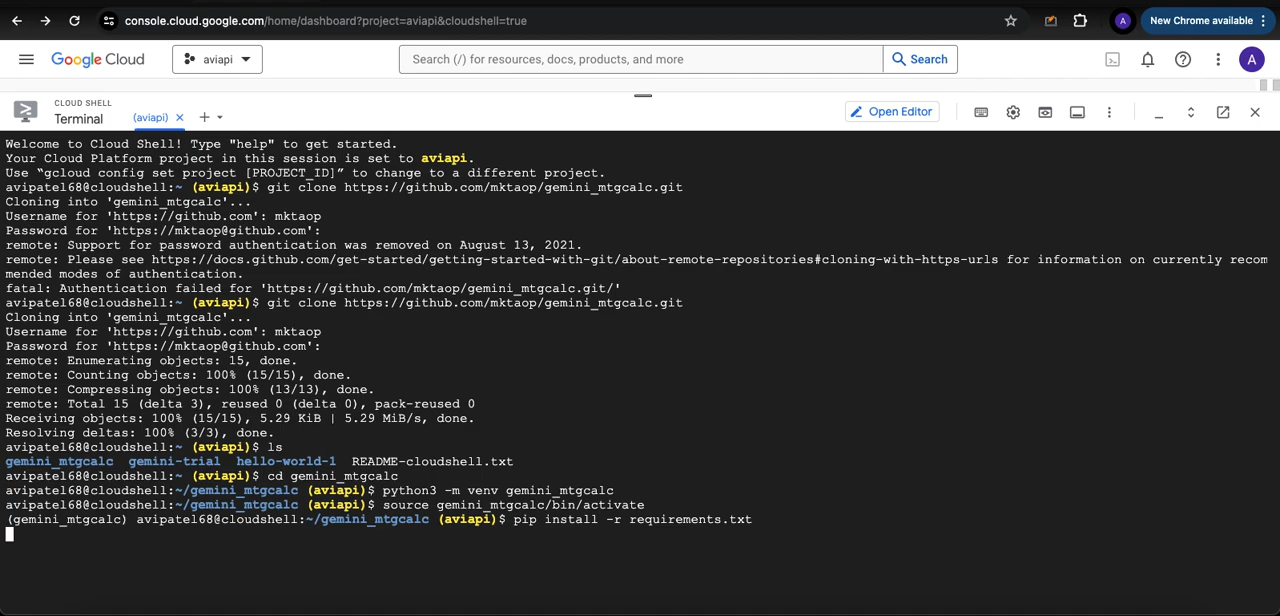 console.cloud.google.com/home/dashboard?project=aviapi&cloudshell=true
A
New Chrome available
Google Cloud
aviapi
Search (/) for resources, docs, products, and more
Search
A
CLOUD SHELL
Terminal
(aviapi)
Open Editor
Welcome to Cloud Shell! Type "help" to get started.
Your Cloud Platform project in this session is set to aviapi.
Use “gcloud config set project [PROJECT_ID]” to change to a different project.
avipatel68@cloudshell:~ (aviapi)$ git clone https://github.com/mktaop/gemini_mtgcalc.git
Cloning into 'gemini_mtgcalc'...
Username for 'https://github.com': mktaop
Password for 'https://mktaop@github.com':
remote: Support for password authentication was removed on August 13, 2021.
remote: Please see https://docs.github.com/get-started/getting-started-with-git/about-remote-repositories#cloning-with-https-urls for information on currently recom
mended modes of authentication.
fatal: Authentication failed for 'https://github.com/mktaop/gemini_mtgcalc.git/'
avipatel68@cloudshell:~ (aviapi)$ git clone https://github.com/mktaop/gemini_mtgcalc.git
Cloning into 'gemini_mtgcalc'...
Username for 'https://github.com': mktaop
Password for 'https://mktaop@github.com':
remote: Enumerating objects: 15, done.
remote: Counting objects: 100% (15/15), done.
remote: Compressing objects: 100% (13/13), done.
remote: Total 15 (delta 3), reused 0 (delta 0), pack-reused 0
Receiving objects: 100% (15/15), 5.29 KiB | 5.29 MiB/s, done.
Resolving deltas: 100% (3/3), done.
avipatel68@cloudshell:~ (aviapi)$ ls
gemini_mtgcalc  gemini-trial  hello-world-1  README-cloudshell.txt
avipatel68@cloudshell:~ (aviapi)$ cd gemini_mtgcalc
avipatel68@cloudshell:~/gemini_mtgcalc (aviapi)$ python3 -m venv gemini_mtgcalc
avipatel68@cloudshell:~/gemini_mtgcalc (aviapi)$ source gemini_mtgcalc/bin/activate
(gemini_mtgcalc) avipatel68@cloudshell:~/gemini_mtgcalc (aviapi)$ pip install -r requirements.txt